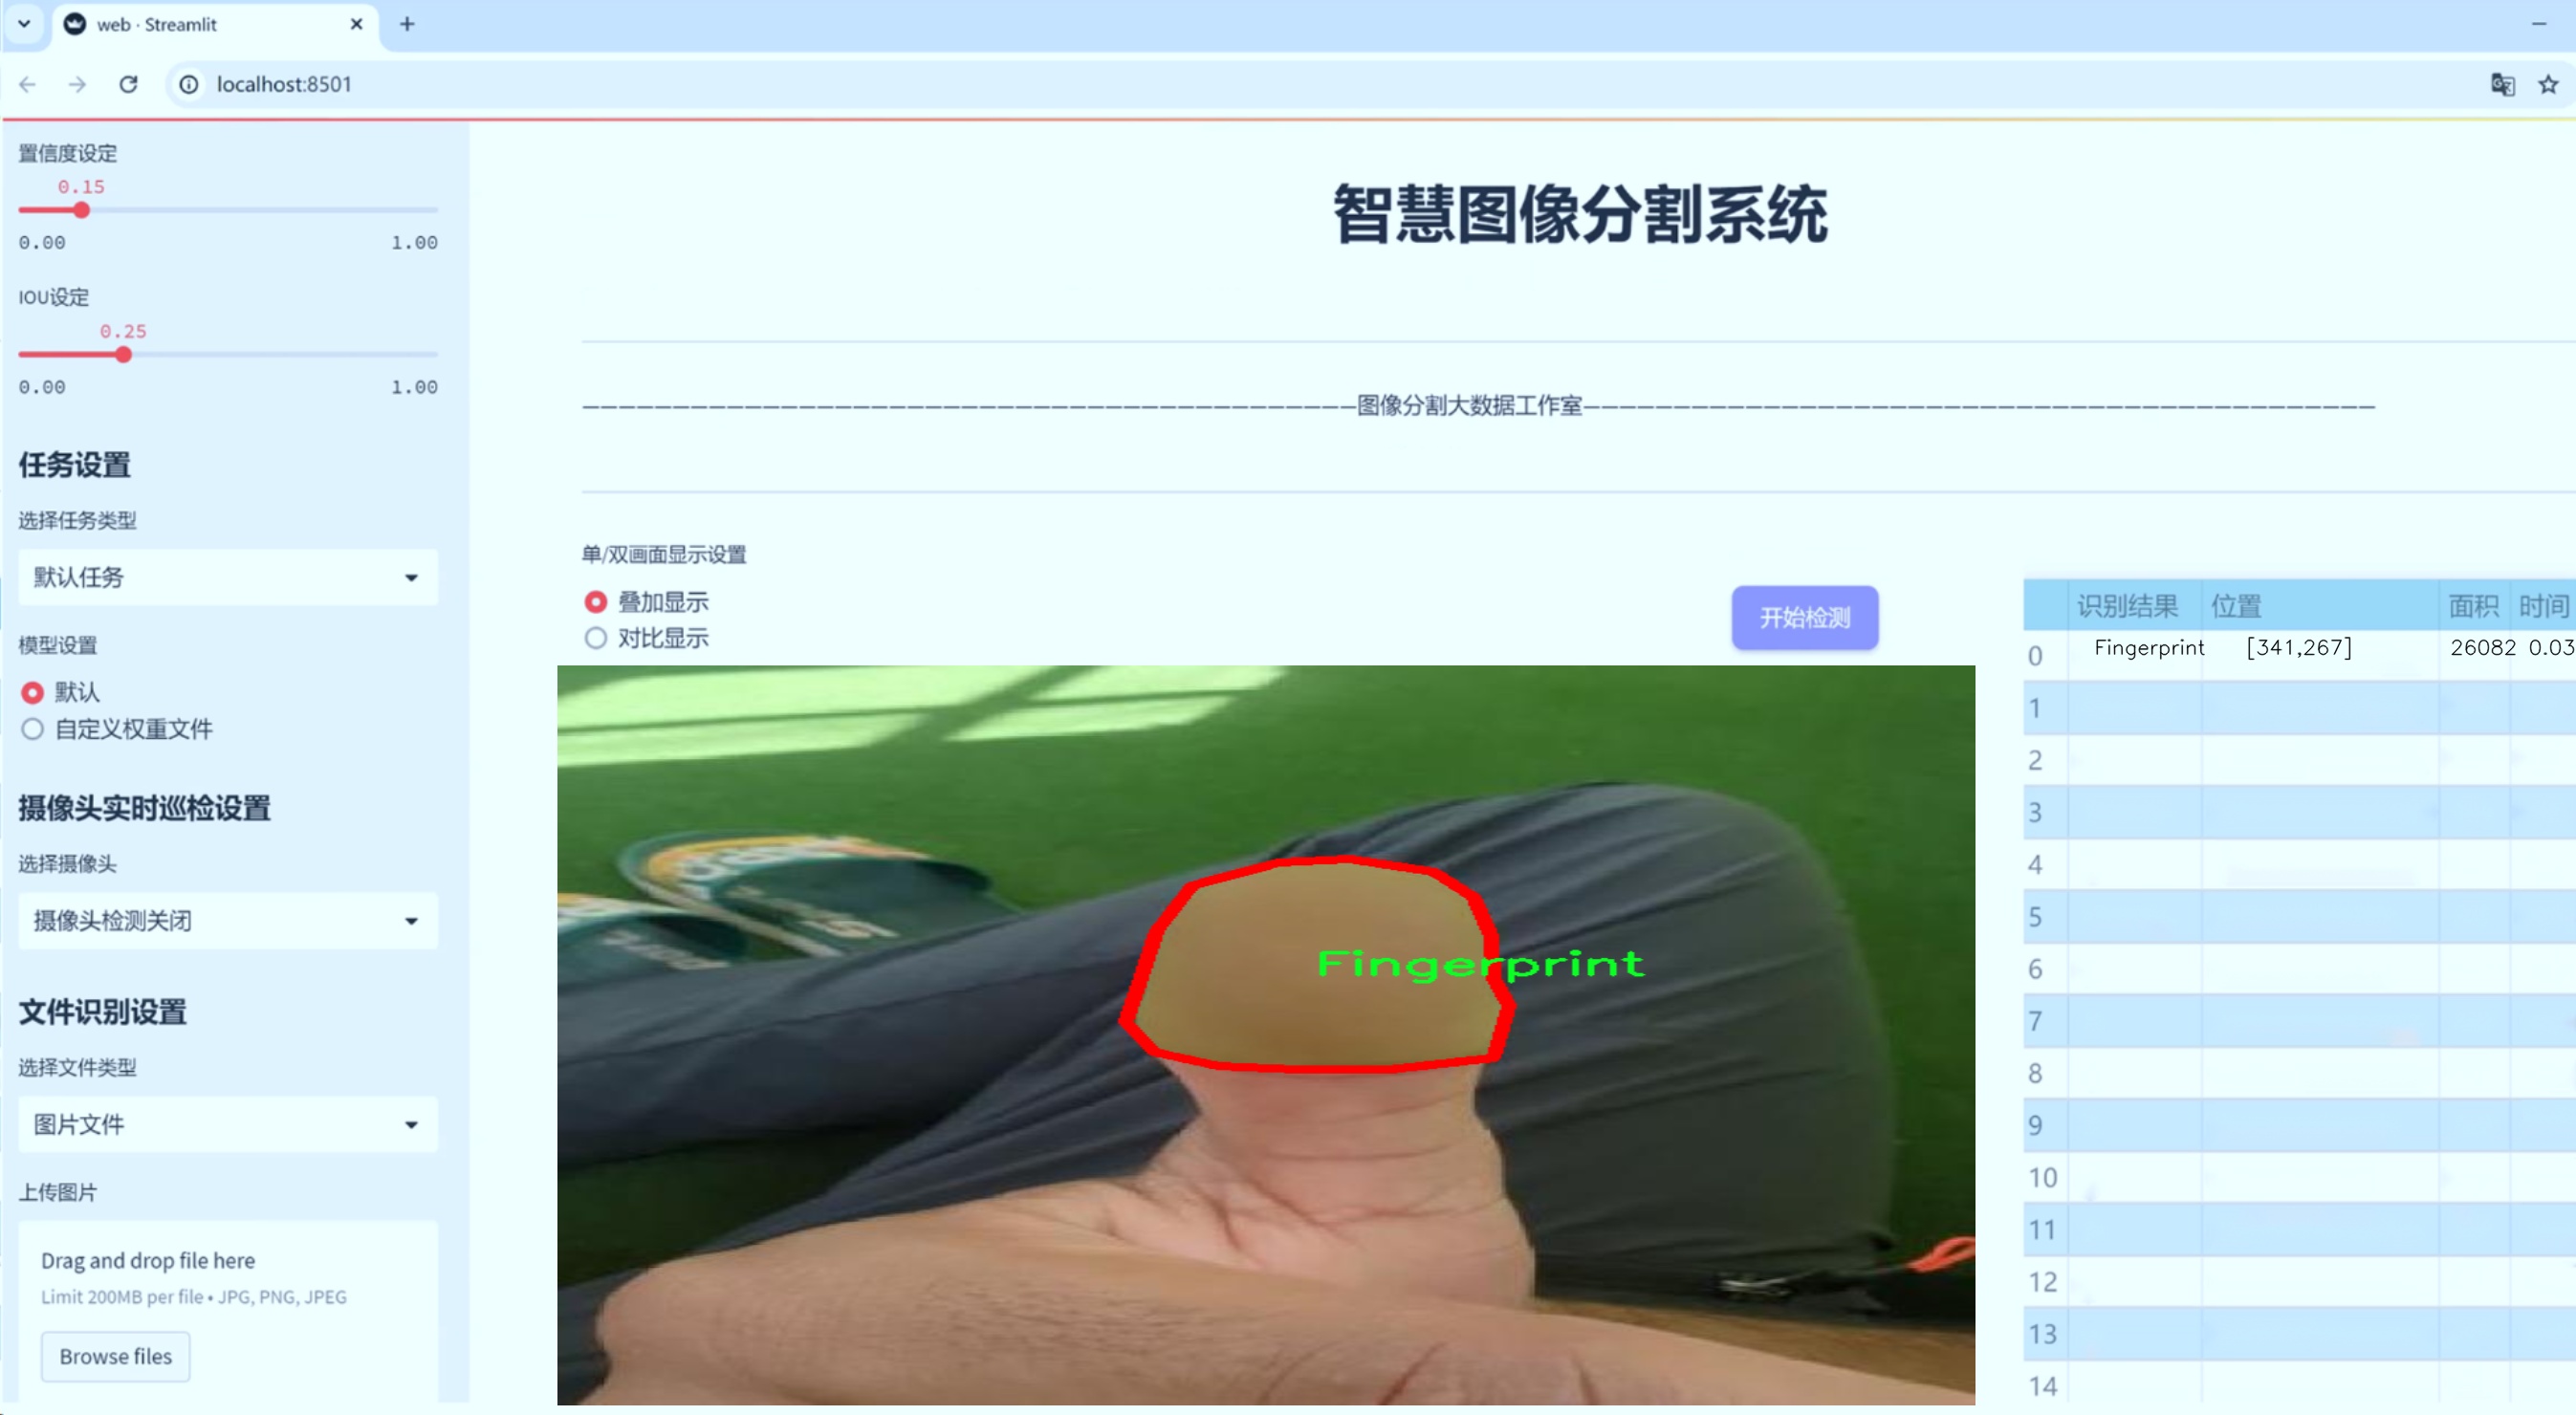 web · Streamlit
localhost:8501
置信度设定
0.15
0.00 1.00
IOU设定
0.25
0.00 1.00
任务设置
选择任务类型
默认任务
模型设置
默认
自定义权重文件
摄像头实时巡检设置
选择摄像头
摄像头检测关闭
文件识别设置
选择文件类型
图片文件
上传图片
Drag and drop file here
Limit 200MB per file • JPG, PNG, JPEG
Browse files
智慧图像分割系统
图像分割大数据工作室
单/双画面显示设置
叠加显示
对比显示
开始检测
Fingerprint
识别结果 位置 面积 时间
0 Fingerprint [341,267] 26082 0.03
1
2
3
4
5
6
7
8
9
10
11
12
13
14